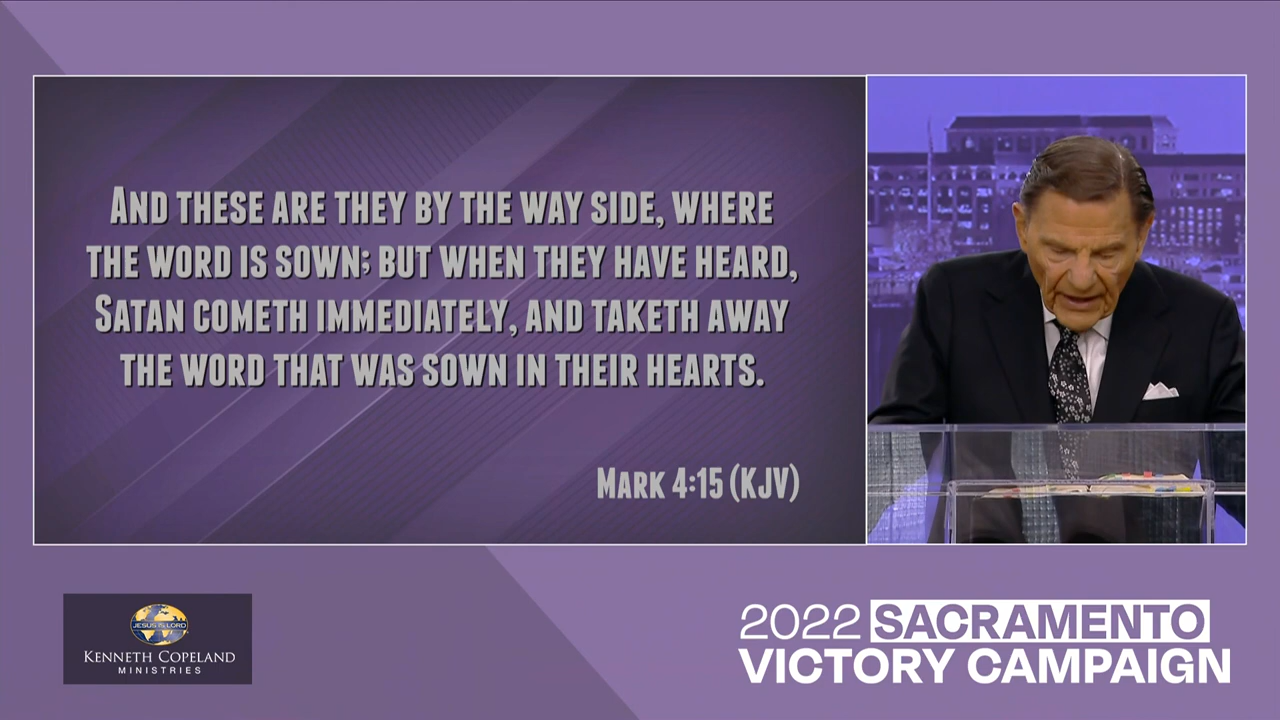 And these are they by the way side, where
the word is sown; but when they have heard,
Satan cometh immediately, and taketh away
the word that was sown in their hearts.
Mark 4:15 (KJV)
JESUS IS LORD
Kenneth Copeland
MINISTRIES
2022 SACRAMENTO
VICTORY CAMPAIGN